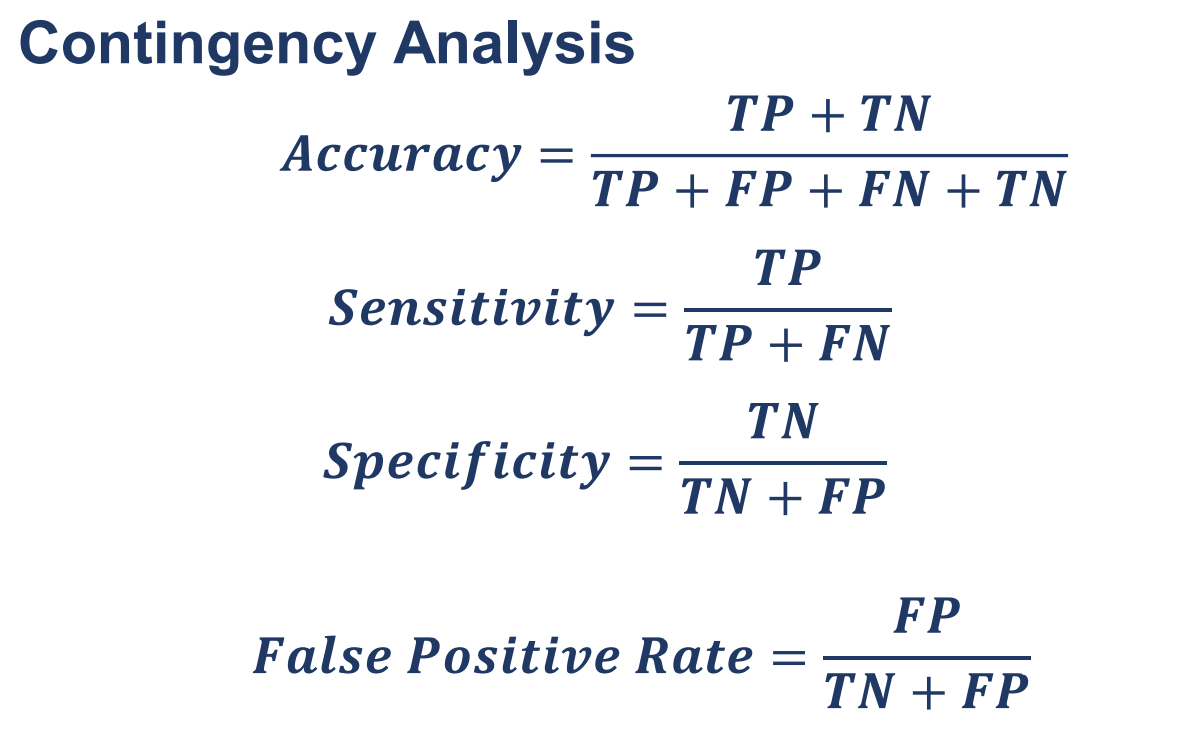 Contingency Analysis
Accuracy = \frac{TP + TN}{TP + FP + FN + TN}
Sensitivity = \frac{TP}{TP + FN}
Specificity = \frac{TN}{TN + FP}
False Positive Rate = \frac{FP}{TN + FP}